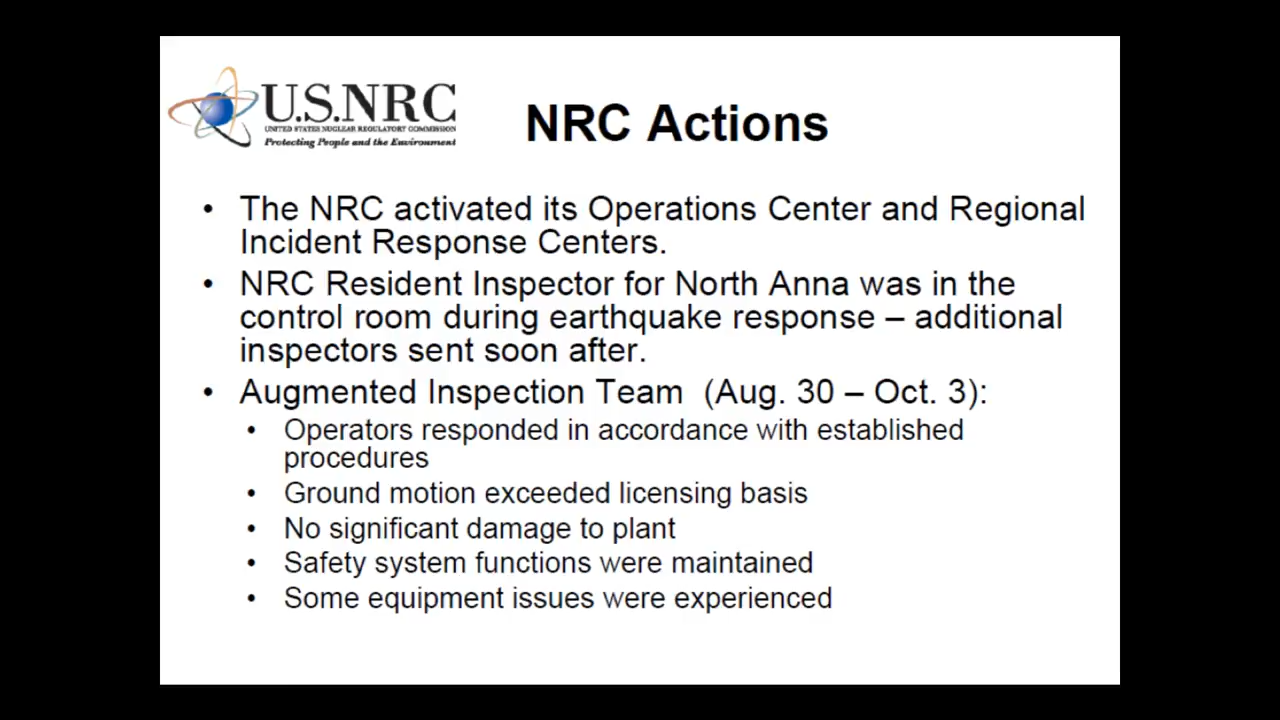 U.S.NRC
UNITED STATES NUCLEAR REGULATORY COMMISSION
Protecting People and the Environment
NRC Actions
• The NRC activated its Operations Center and Regional
Incident Response Centers.
• NRC Resident Inspector for North Anna was in the
control room during earthquake response – additional
inspectors sent soon after.
• Augmented Inspection Team (Aug. 30 – Oct. 3):
• Operators responded in accordance with established
procedures
• Ground motion exceeded licensing basis
• No significant damage to plant
• Safety system functions were maintained
• Some equipment issues were experienced